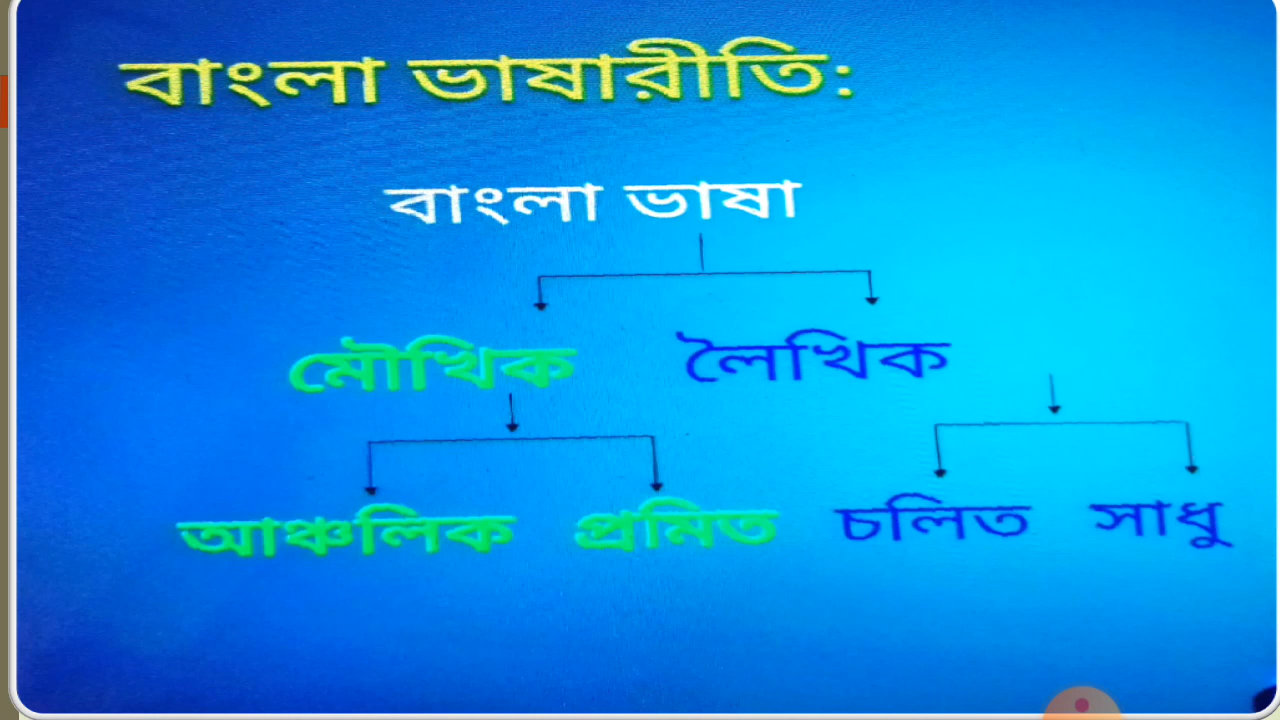 বাংলা ভাষারীতি:
বাংলা ভাষা
মৌখিক লৈখিক
আঞ্চলিক প্রমিত চলিত সাধু